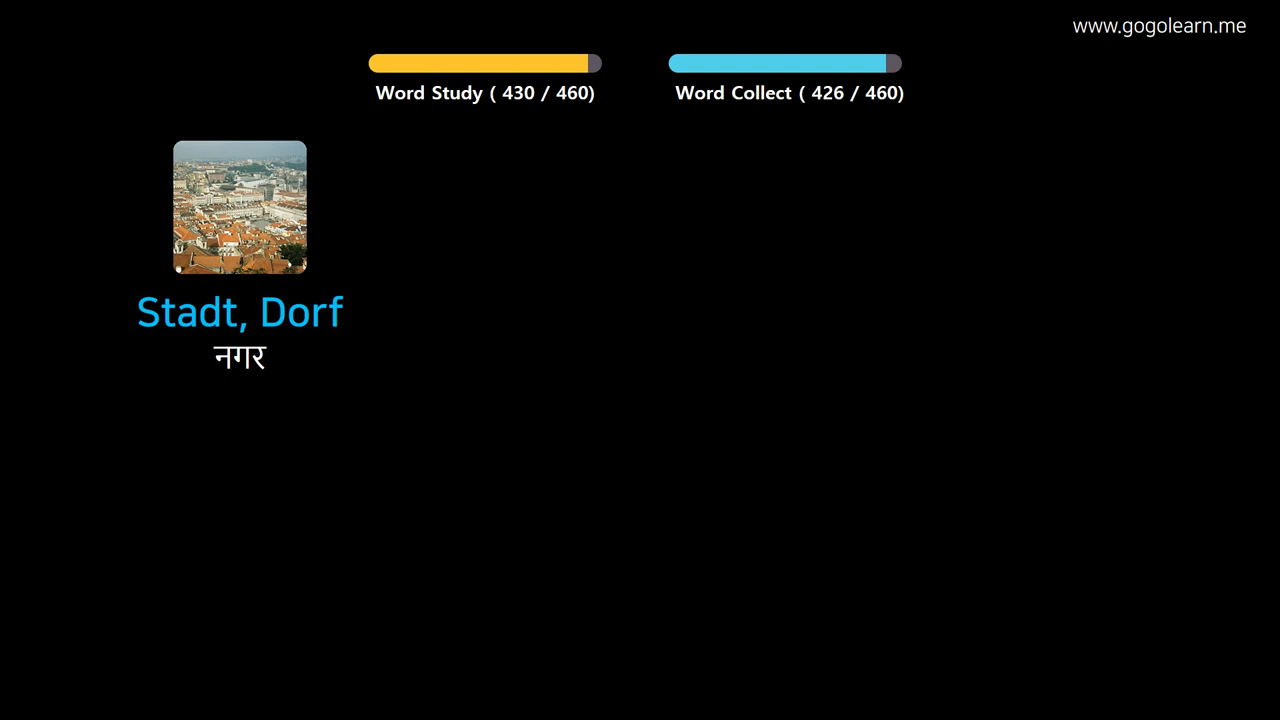 www.gogolearn.me
Word Study ( 430 / 460)
Word Collect ( 426 / 460)
Stadt, Dorf
नगर